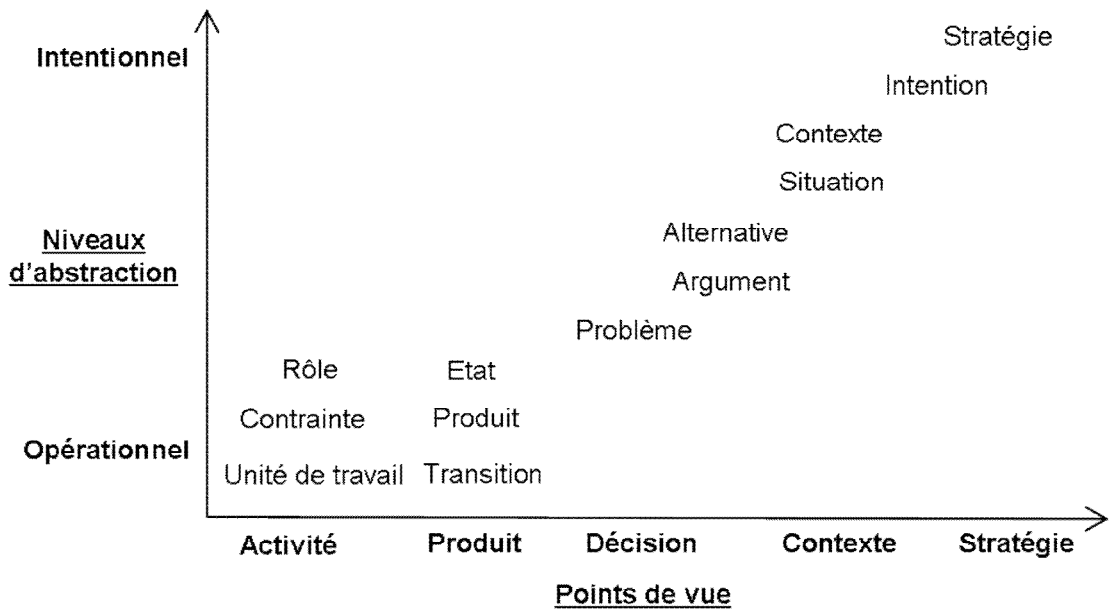 Stratégie
Intentionnel
Intention
Contexte
Situation
Alternative
Niveaux
d'abstraction
Argument
Problème
Rôle Etat
Contrainte Produit
Opérationnel
Unité de travail Transition
Activité Produit Décision Contexte Stratégie
Points de vue